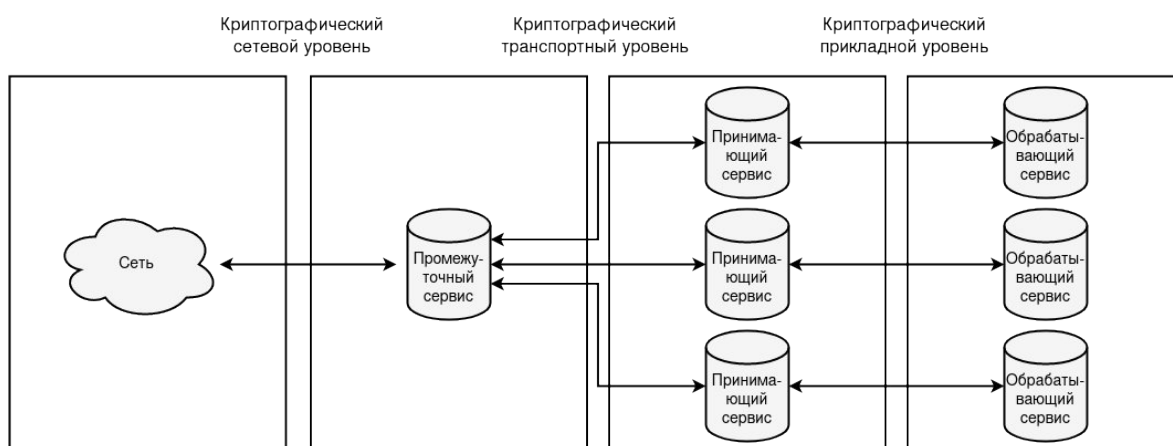 Криптографический
сетевой уровень
Криптографический
транспортный уровень
Криптографический
прикладной уровень
Принима-
ющий
сервис
Обрабаты-
вающий
сервис
Сеть
Промежу-
точный
сервис
Принима-
ющий
сервис
Обрабаты-
вающий
сервис
Принима-
ющий
сервис
Обрабаты-
вающий
сервис